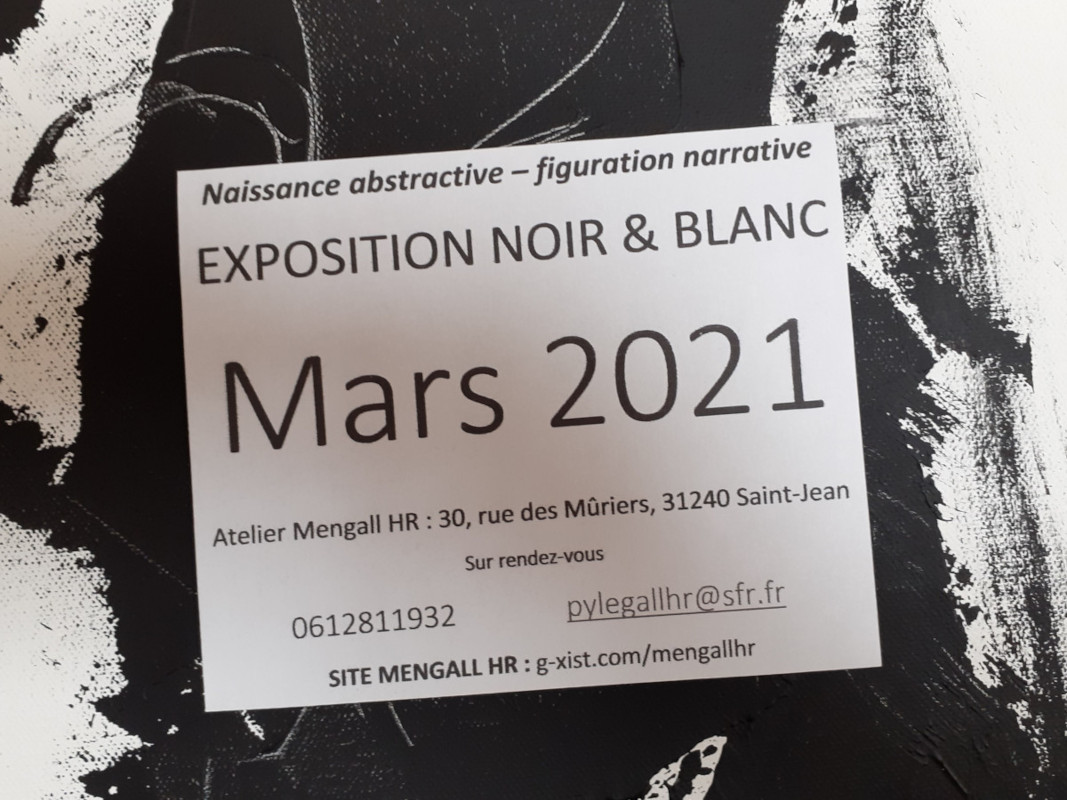 Naissance abstractive – figuration narrative
EXPOSITION NOIR & BLANC
Mars 2021
Atelier Mengall HR : 30, rue des Mûriers, 31240 Saint-Jean
Sur rendez-vous
0612811932 pylegallhr@sfr.fr
SITE MENGALL HR : g-xist.com/mengallhr